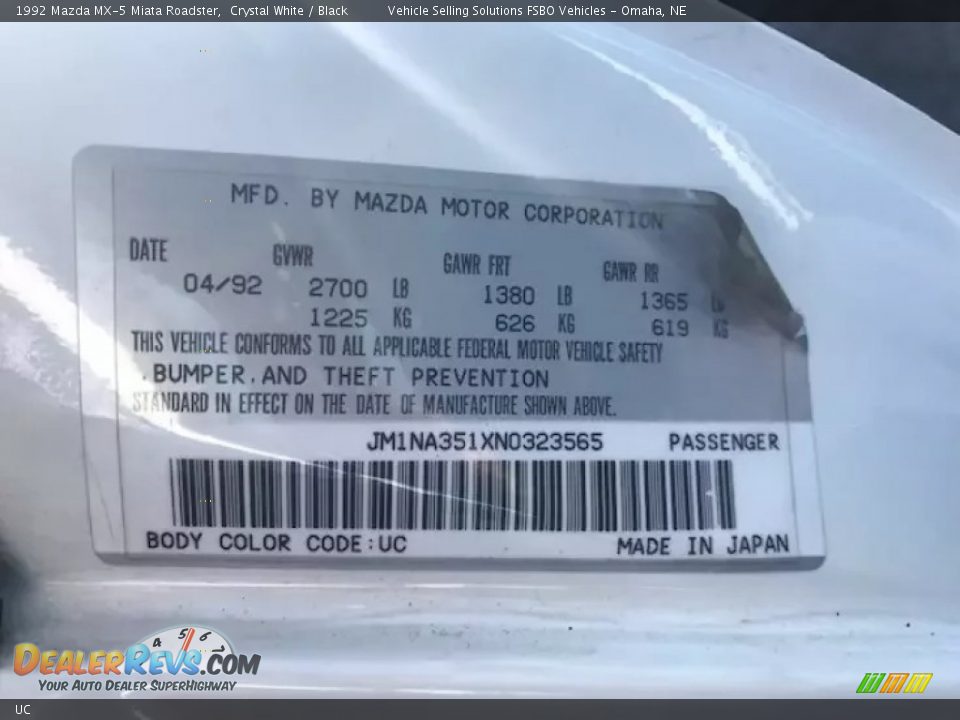 1992 Mazda MX-5 Miata Roadster, Crystal White / Black Vehicle Selling Solutions FSBO Vehicles - Omaha, NE
MFD. BY MAZDA MOTOR CORPORATION
DATE GVWR GAWR FRT GAWR RR
04/92 2700 LB 1380 LB 1365 LB
1225 KG 626 KG 619 KG
THIS VEHICLE CONFORMS TO ALL APPLICABLE FEDERAL MOTOR VEHICLE SAFETY
.BUMPER.AND THEFT PREVENTION
STANDARD IN EFFECT ON THE DATE OF MANUFACTURE SHOWN ABOVE.
JM1NA351XN0323565 PASSENGER
BODY COLOR CODE:UC MADE IN JAPAN
4 5 6
DEALERREVS.COM
YOUR AUTO DEALER SUPERHIGHWAY
UC